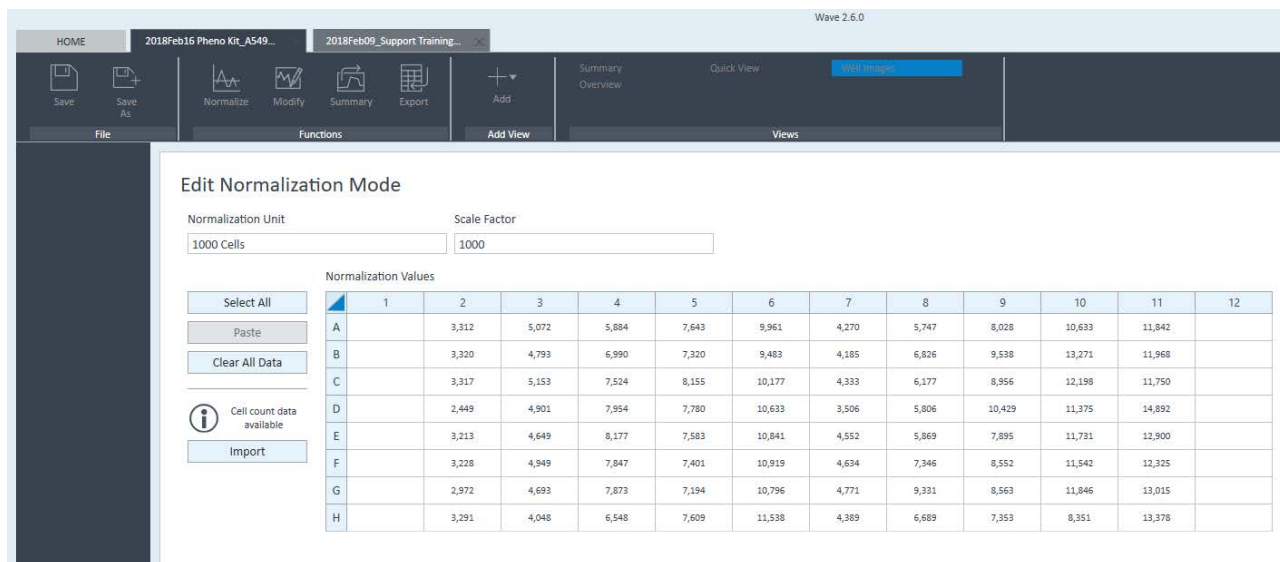 Wave 2.6.0
HOME
2018Feb16 Pheno Kit_A549...
2018Feb09_Support Training...
Save
Save As
Normalize
Modify
Summary
Export
Add
Summary
Quick View
Well Images
Overview
File
Functions
Add View
Views
Edit Normalization Mode
Normalization Unit
Scale Factor
1000 Cells
1000
Normalization Values
Select All
Paste
Clear All Data
Cell count data
available
Import
1 2 3 4 5 6 7 8 9 10 11 12
A 3,312 5,072 5,884 7,643 9,961 4,270 5,747 8,028 10,633 11,842
B 3,320 4,793 6,990 7,320 9,483 4,185 6,826 9,538 13,271 11,968
C 3,317 5,153 7,524 8,155 10,177 4,333 6,177 8,956 12,198 11,750
D 2,449 4,901 7,954 7,780 10,633 3,506 5,806 10,429 11,375 14,892
E 3,213 4,649 8,177 7,583 10,841 4,552 5,869 7,895 11,731 12,900
F 3,228 4,949 7,847 7,401 10,919 4,634 7,346 8,552 11,542 12,325
G 2,972 4,693 7,873 7,194 10,796 4,771 9,331 8,563 11,846 13,015
H 3,291 4,048 6,548 7,609 11,538 4,389 6,689 7,353 8,351 13,378